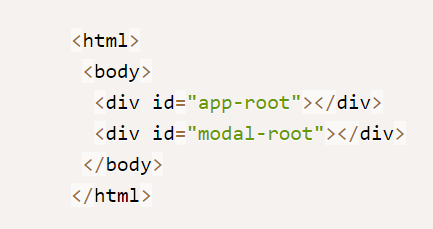 <html>
<body>
<div id="app-root"></div>
<div id="modal-root"></div>
</body>
</html>